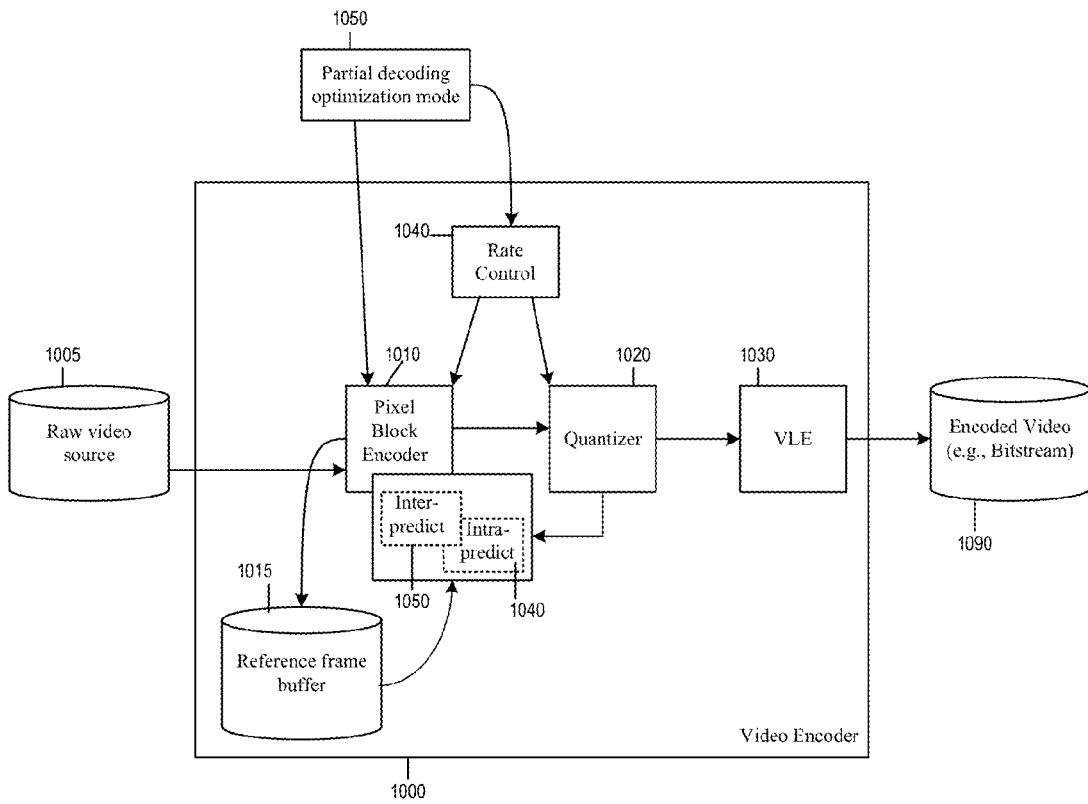 1050
Partial decoding
optimization mode
1040
Rate
Control
1005
Raw video
source
1010
Pixel
Block
Encoder
1020
Quantizer
1030
VLE
Encoded Video
(e.g., Bitstream)
1090
Inter-
predict
Intra-
predict
1050
1040
1015
Reference frame
buffer
Video Encoder
1000